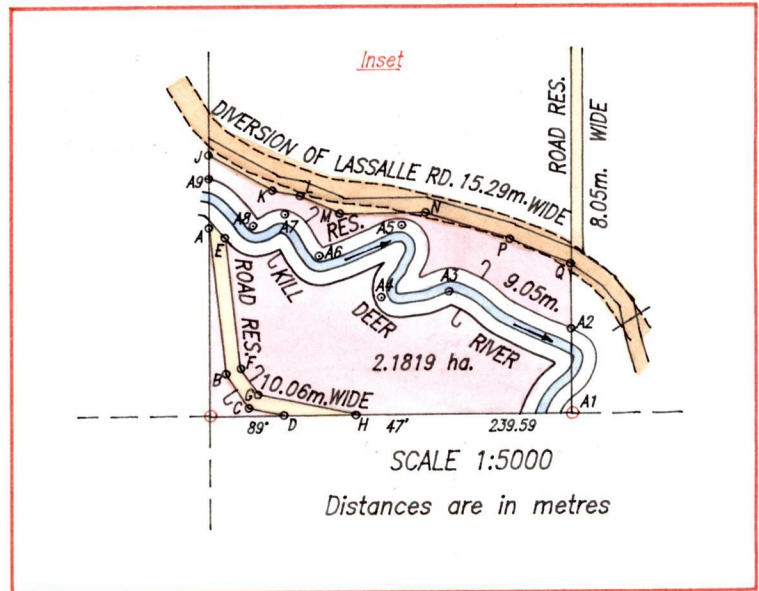 Inset
ROAD RES.
8.05m. WIDE
DIVERSION OF LASSALLE RD. 15.29m. WIDE
J
A9
K
L
M
N
RES.
A8
A7
A6
A5
A
E
P
Q
9.05m.
A4
A3
A2
KILL
DEER
RIVER
ROAD RES.
2.1819 ha.
F
B
G
10.06m. WIDE
C
D
H
A1
89°
47'
239.59
SCALE 1:5000
Distances are in metres